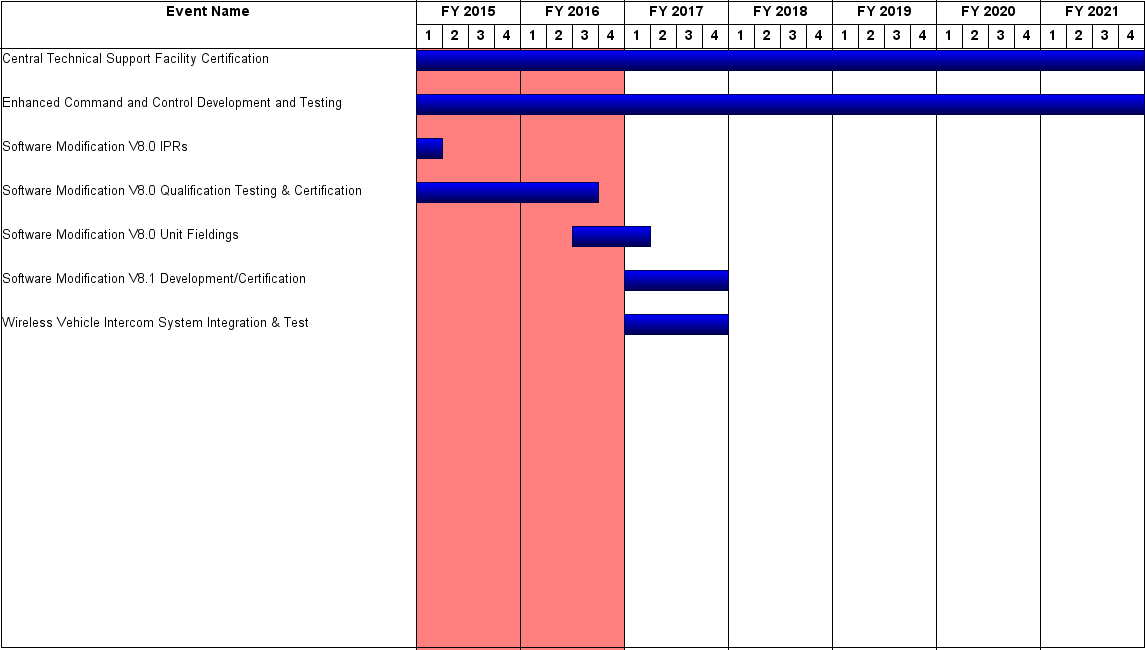 Event Name FY 2015 FY 2016 FY 2017 FY 2018 FY 2019 FY 2020 FY 2021
1 2 3 4 1 2 3 4 1 2 3 4 1 2 3 4 1 2 3 4 1 2 3 4 1 2 3 4
Central Technical Support Facility Certification
Enhanced Command and Control Development and Testing
Software Modification V8.0 IPRs
Software Modification V8.0 Qualification Testing & Certification
Software Modification V8.0 Unit Fieldings
Software Modification V8.1 Development/Certification
Wireless Vehicle Intercom System Integration & Test